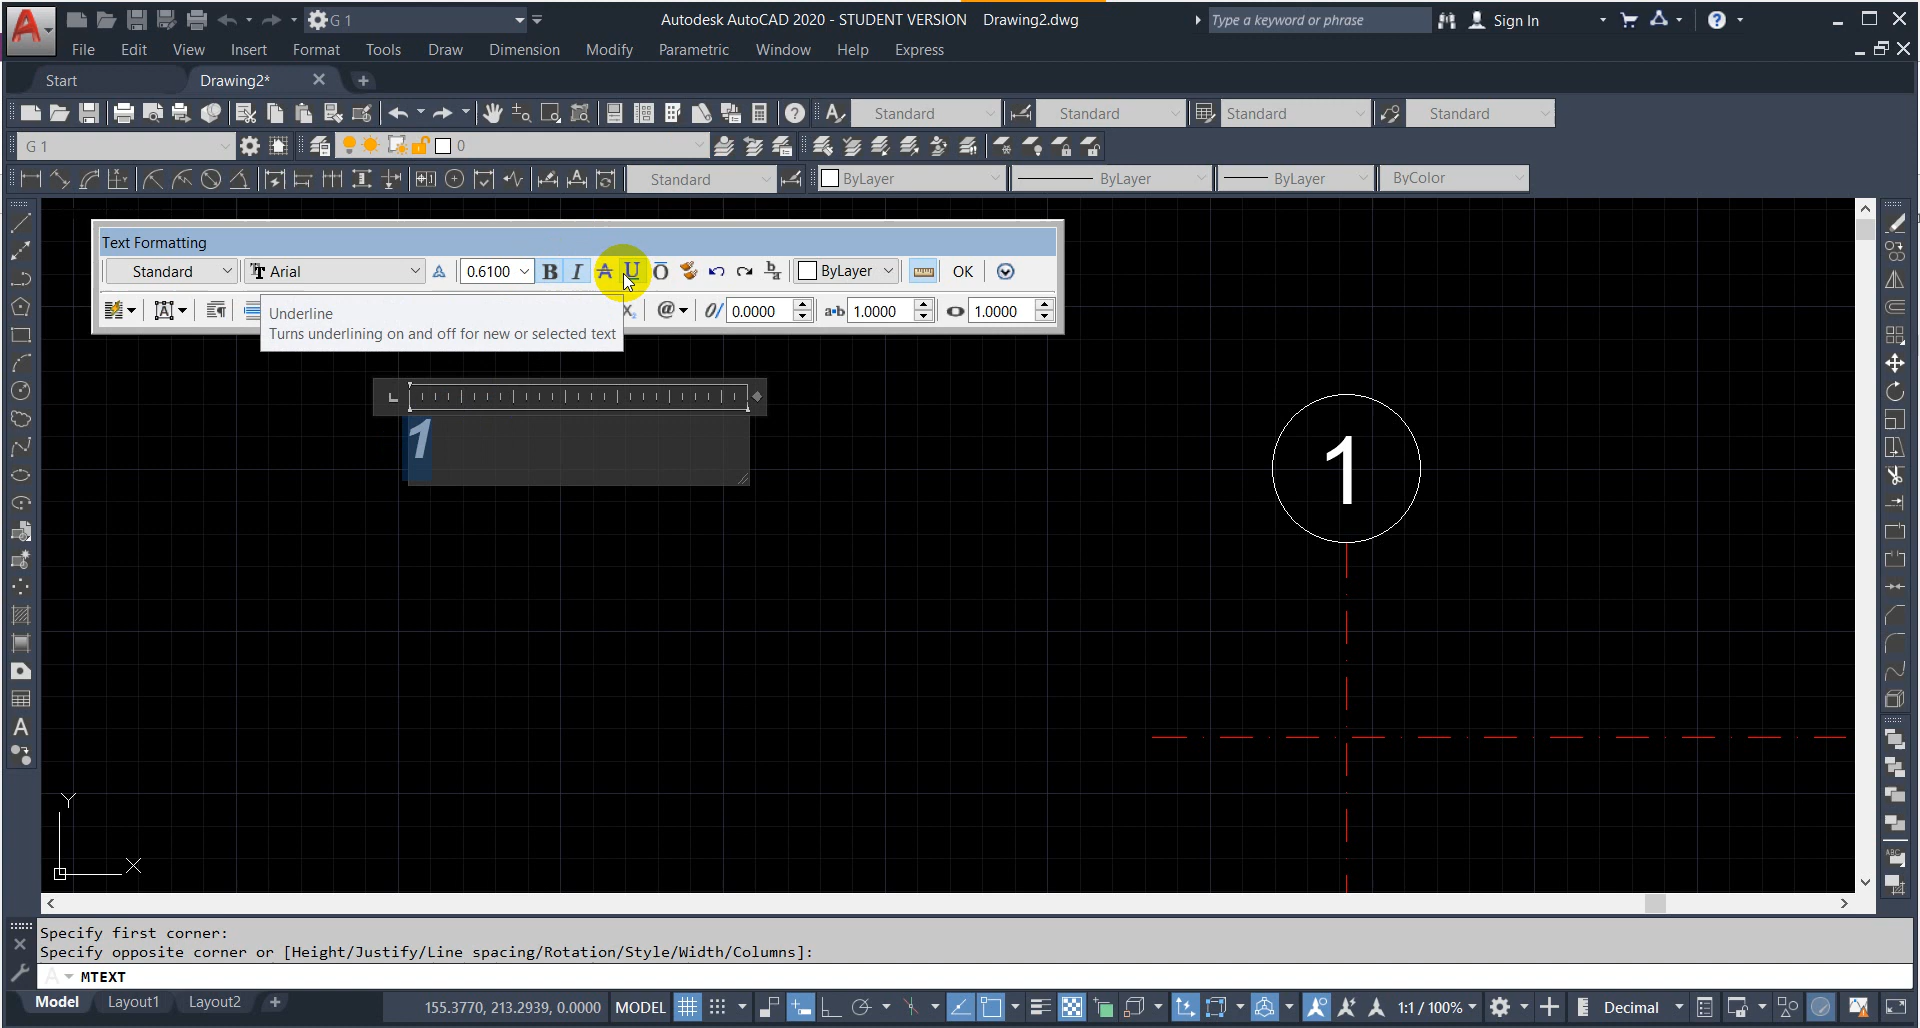 G 1
Autodesk AutoCAD 2020 - STUDENT VERSION Drawing2.dwg
Type a keyword or phrase
Sign In
File Edit View Insert Format Tools Draw Dimension Modify Parametric Window Help Express
Start Drawing2*
Standard Standard Standard Standard
G 1 0
Standard ByLayer ByLayer ByLayer ByColor
Text Formatting
Standard Arial 0.6100 B I A U O ByLayer OK
@ 0/ 0.0000 a•b 1.0000 1.0000
Underline
Turns underlining on and off for new or selected text
1
1
Y
X
Specify first corner:
Specify opposite corner or [Height/Justify/Line spacing/Rotation/Style/Width/Columns]:
MTEXT
Model Layout1 Layout2
155.3770, 213.2939, 0.0000 MODEL 1:1 / 100% Decimal